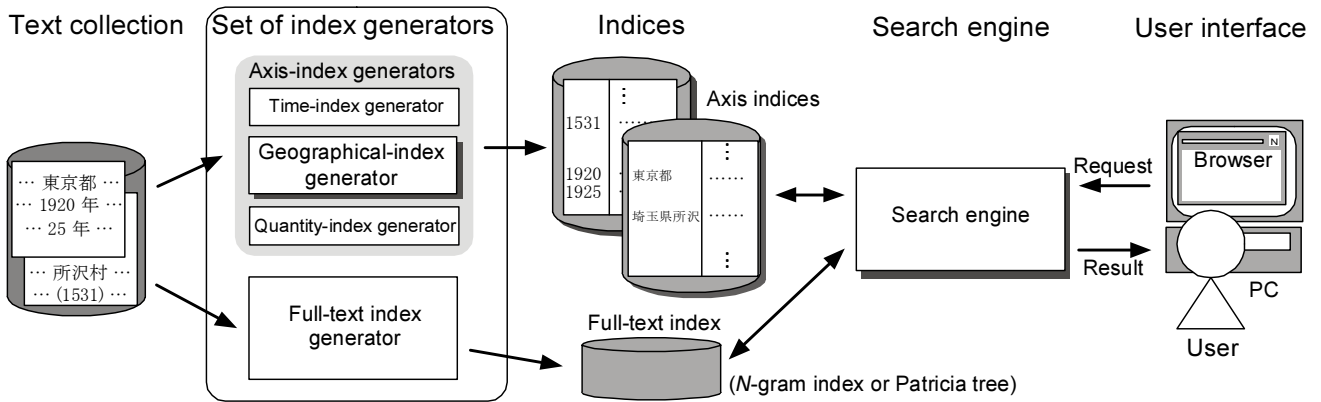 Text collection
Set of index generators
Indices
Search engine
User interface
Axis-index generators
Time-index generator
Geographical-index
generator
Quantity-index generator
Full-text index
generator
… 東京都 …
… 1920 年 …
… 25 年 …
… 所沢村 …
… (1531) …
Axis indices
⋮
1531 ……
1920
1925
⋮
東京都 ……
埼玉県所沢 ……
⋮
Full-text index
(N-gram index or Patricia tree)
Search engine
Request
Result
N
Browser
PC
User